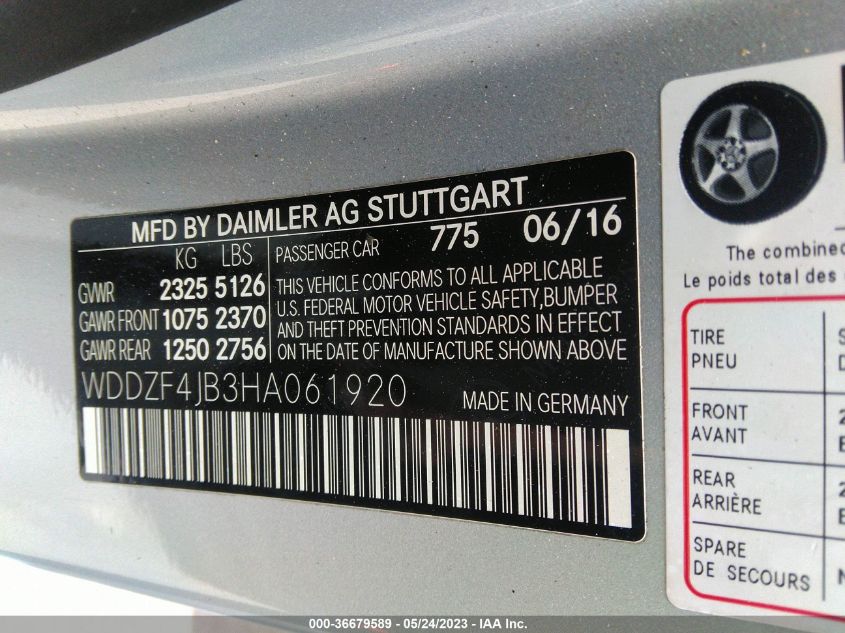 MFD BY DAIMLER AG STUTTGART
KG LBS
GVWR 2325 5126
GAWR FRONT 1075 2370
GAWR REAR 1250 2756
PASSENGER CAR 775 06/16
THIS VEHICLE CONFORMS TO ALL APPLICABLE
U.S. FEDERAL MOTOR VEHICLE SAFETY,BUMPER
AND THEFT PREVENTION STANDARDS IN EFFECT
ON THE DATE OF MANUFACTURE SHOWN ABOVE
WDDZF4JB3HA061920 MADE IN GERMANY
The combined
Le poids total des
TIRE
PNEU
FRONT
AVANT
REAR
ARRIÈRE
SPARE
DE SECOURS
000-36679589 - 05/24/2023 - IAA Inc.